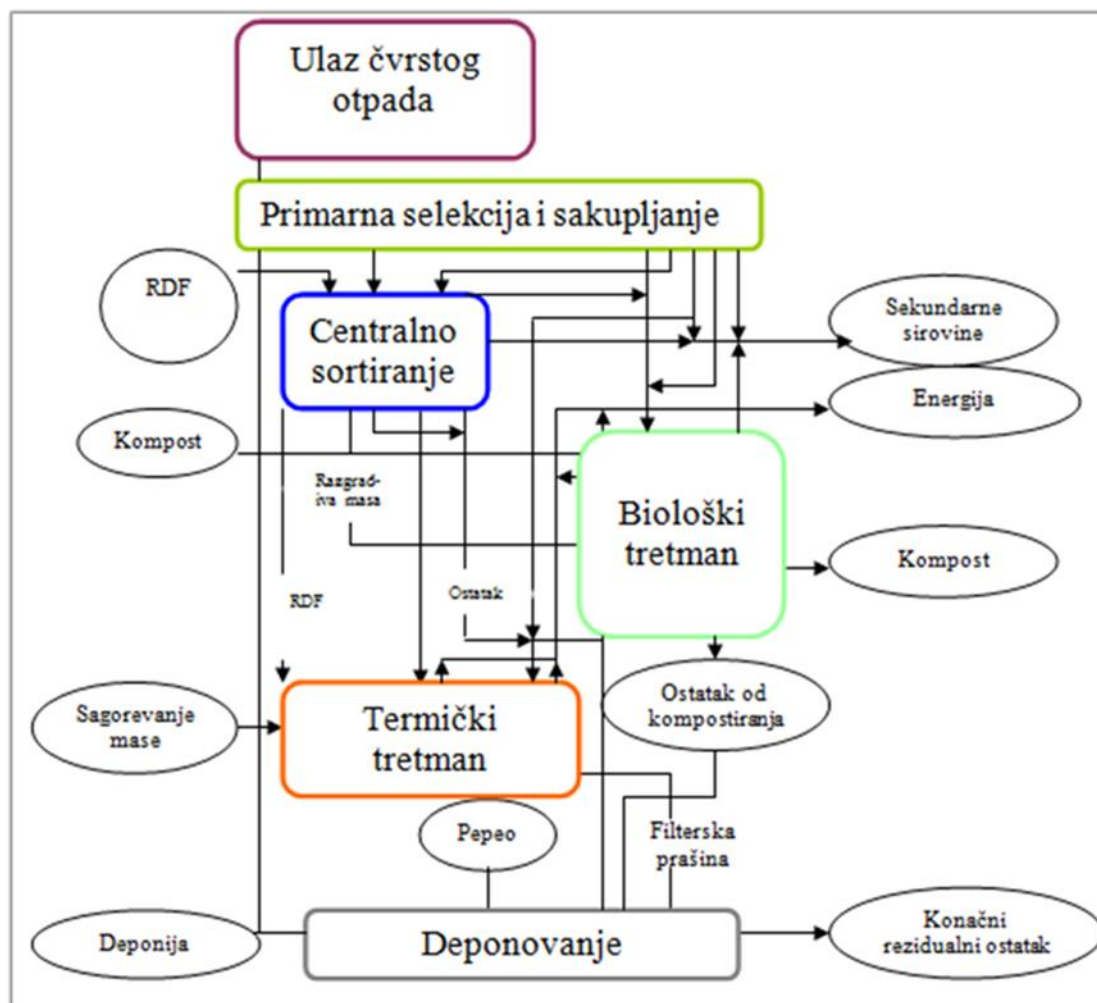 Ulaz čvrstog
otpada
Primarna selekcija i sakupljanje
RDF
Centralno
sortiranje
Sekundarne
sirovine
Energija
Kompost
Razgrad-
iva masa
Biološki
tretman
Kompost
RDF
Ostatak
Sagorevanje
mase
Termički
tretman
Ostatak od
kompostiranja
Pepeo
Filterska
prašina
Deponija
Deponovanje
Konačni
rezidualni ostatak